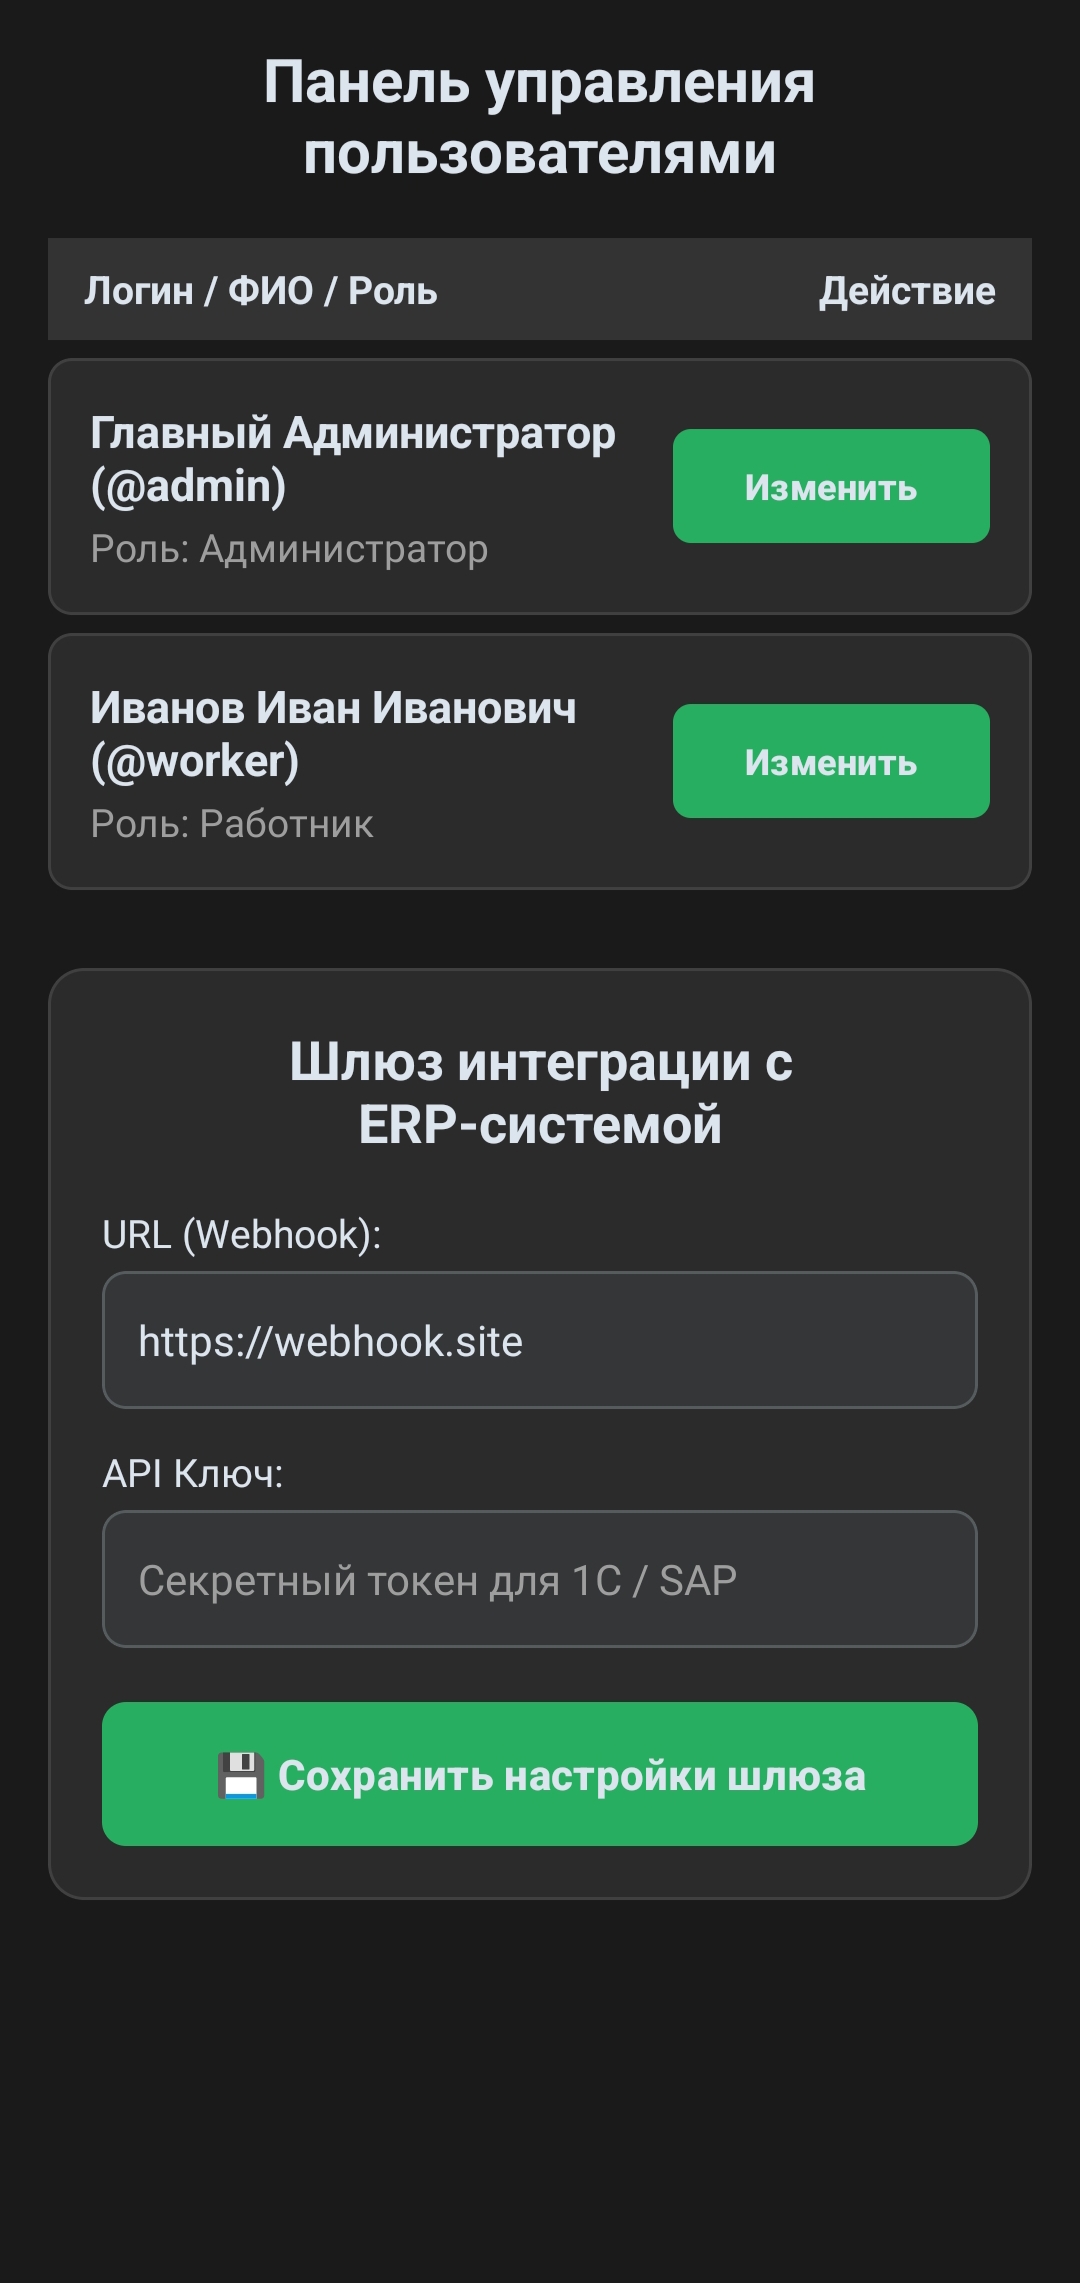 Панель управления
пользователями
Логин / ФИО / Роль Действие
Главный Администратор
(@admin)
Роль: Администратор
Изменить
Иванов Иван Иванович
(@worker)
Роль: Работник
Изменить
Шлюз интеграции с
ERP-системой
URL (Webhook):
https://webhook.site
API Ключ:
Секретный токен для 1С / SAP
💾 Сохранить настройки шлюза